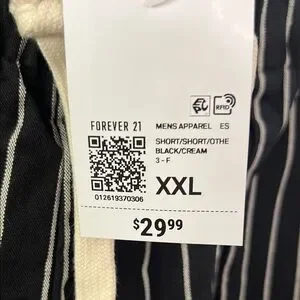 RFID
FOREVER 21
MENS APPAREL ES
SHORT/SHORT/OTHE
BLACK/CREAM
3 - F
XXL
012619370306
$29.99